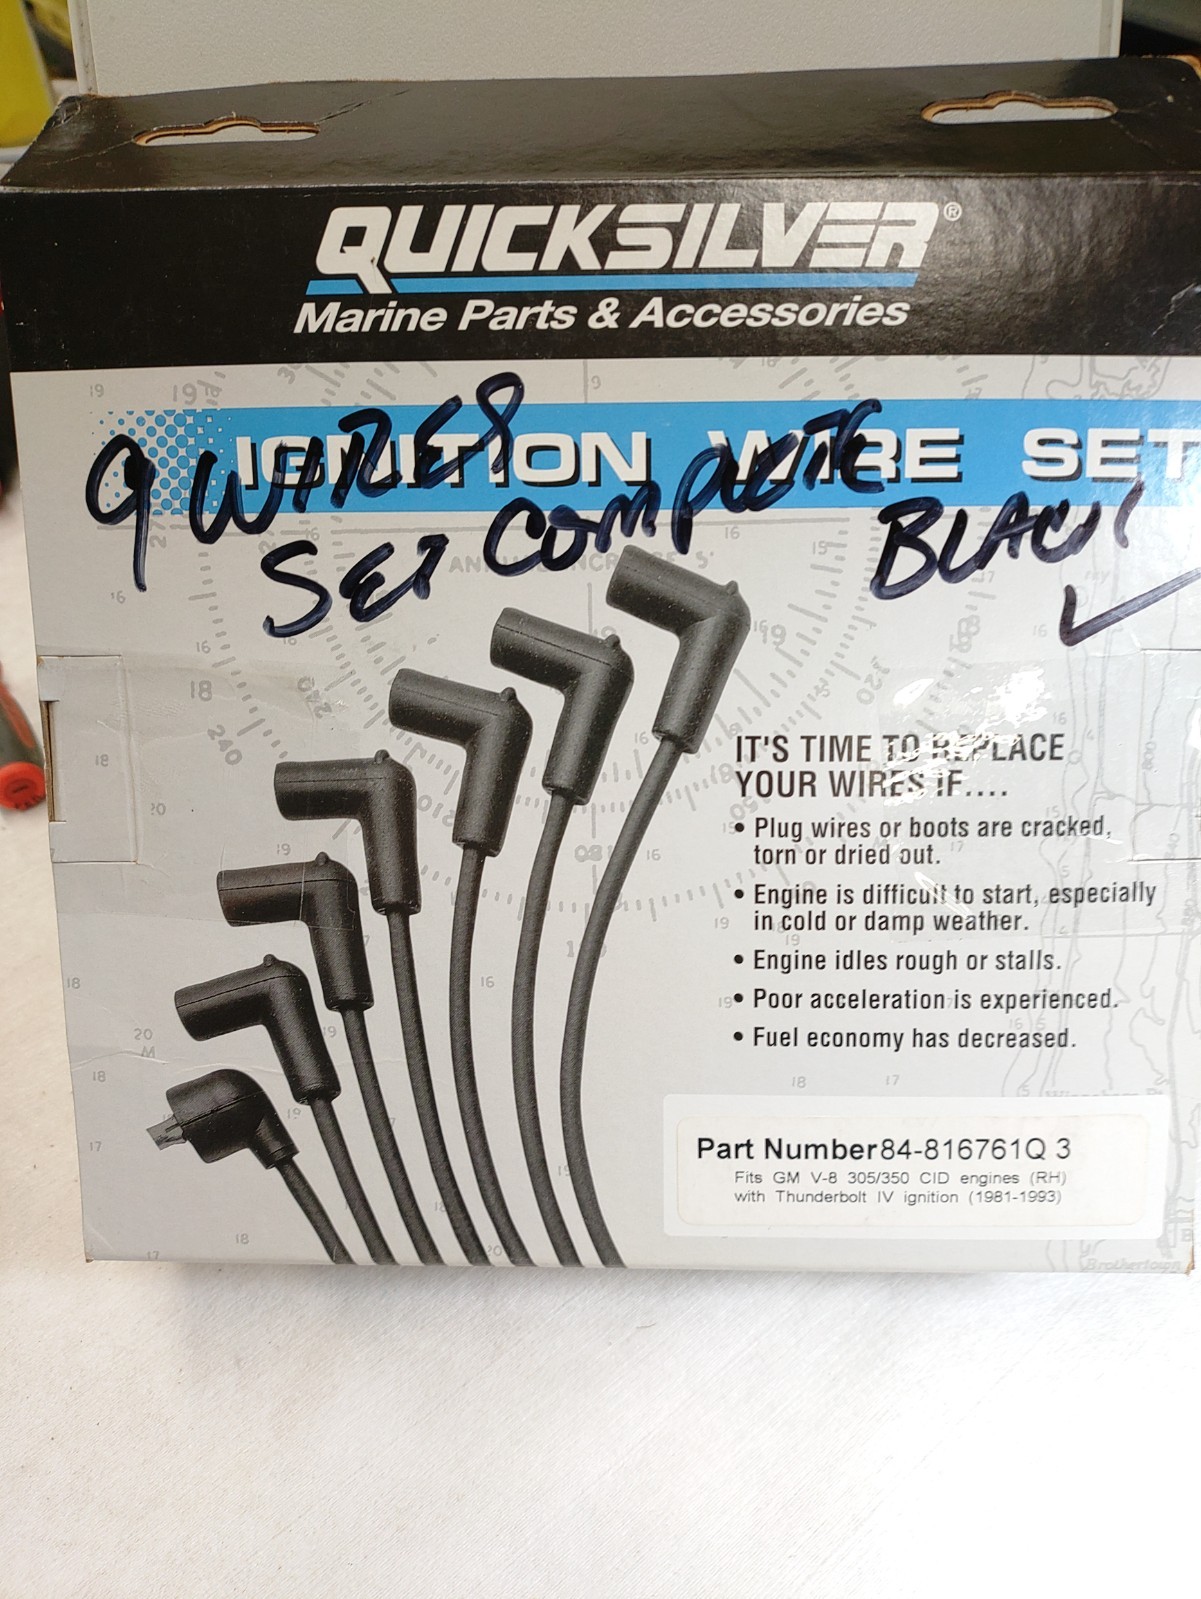 QUICKSILVER®
Marine Parts & Accessories
IGNITION WIRE SET
9 WIRES
SET COMPLETE
BLACK
IT'S TIME TO REPLACE
YOUR WIRES IF....
• Plug wires or boots are cracked,
torn or dried out.
• Engine is difficult to start, especially
in cold or damp weather.
• Engine idles rough or stalls.
• Poor acceleration is experienced.
• Fuel economy has decreased.
Part Number 84-816761Q 3
Fits GM V-8 305/350 CID engines (RH)
with Thunderbolt IV ignition (1981-1993)
Brothertown